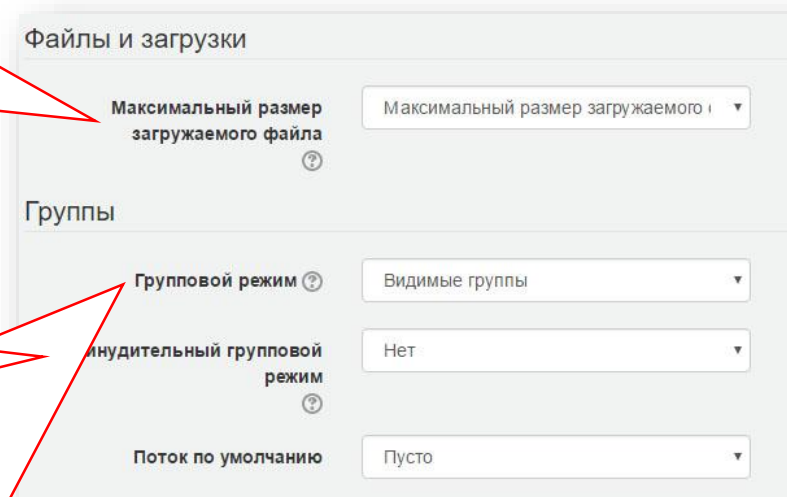 Файлы и загрузки
Максимальный размер
загружаемого файла
Максимальный размер загружаемого
Группы
Групповой режим
Видимые группы
групповой
режим
Нет
Поток по умолчанию
Пусто